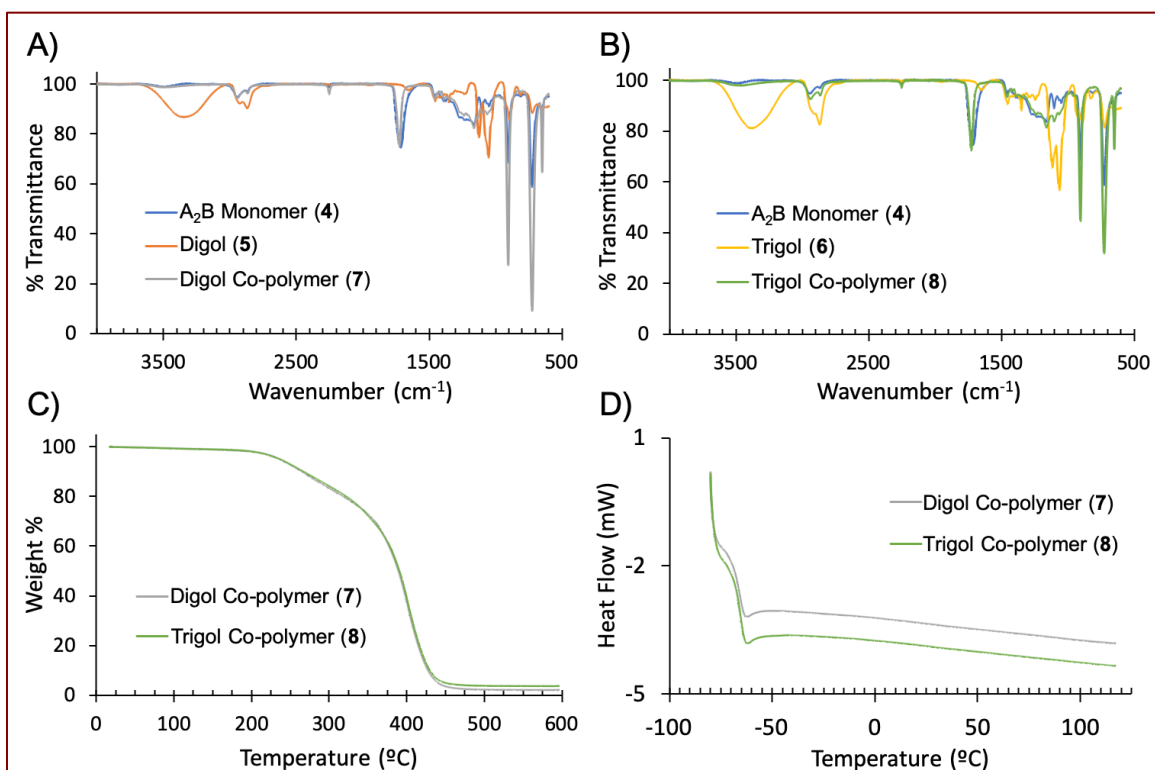 A)
100
80
60
40
20
0
% Transmittance
A₂B Monomer (4)
Digol (5)
Digol Co-polymer (7)
3500
2500
1500
500
Wavenumber (cm⁻¹)
B)
100
80
60
40
20
0
% Transmittance
A₂B Monomer (4)
Trigol (6)
Trigol Co-polymer (8)
3500
2500
1500
500
Wavenumber (cm⁻¹)
C)
100
80
60
40
20
0
Weight %
Digol Co-polymer (7)
Trigol Co-polymer (8)
0
100
200
300
400
500
600
Temperature (ºC)
D)
1
-2
-5
Heat Flow (mW)
Digol Co-polymer (7)
Trigol Co-polymer (8)
-100
-50
0
50
100
Temperature (ºC)